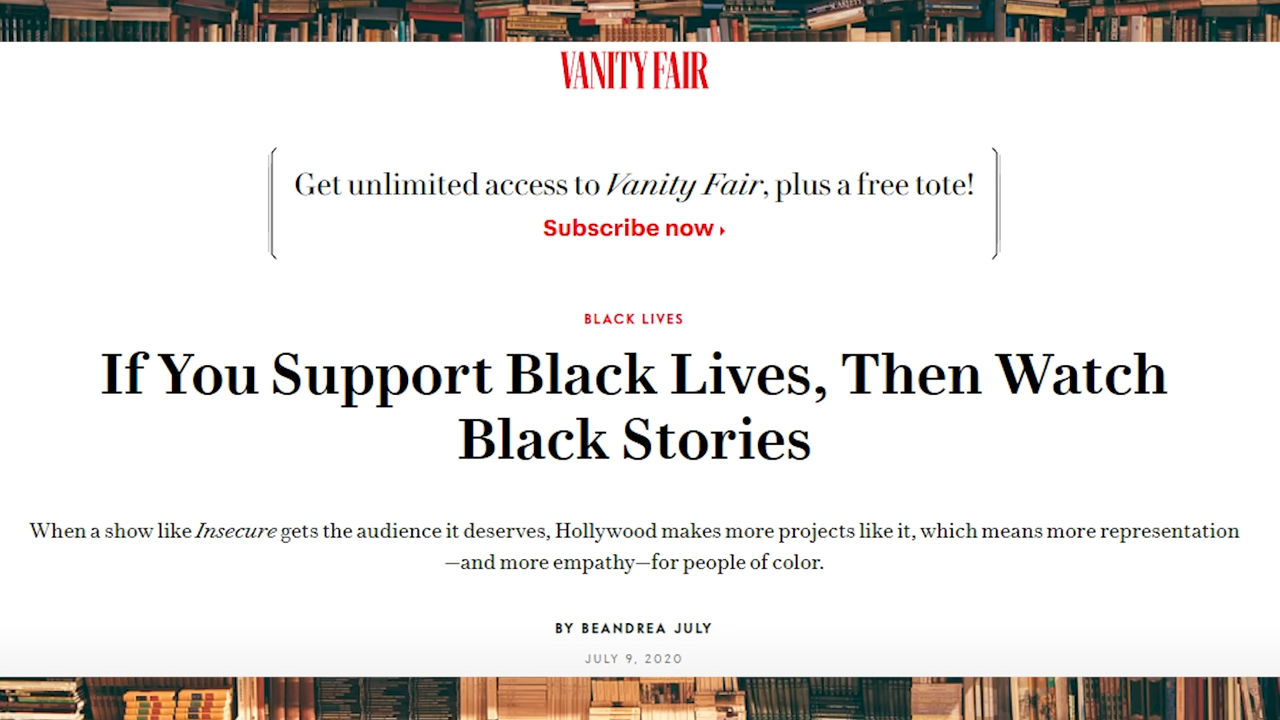 VANITY FAIR
Get unlimited access to Vanity Fair, plus a free tote!
Subscribe now
BLACK LIVES
If You Support Black Lives, Then Watch
Black Stories
When a show like Insecure gets the audience it deserves, Hollywood makes more projects like it, which means more representation
—and more empathy—for people of color.
BY BEANDREA JULY
JULY 9, 2020